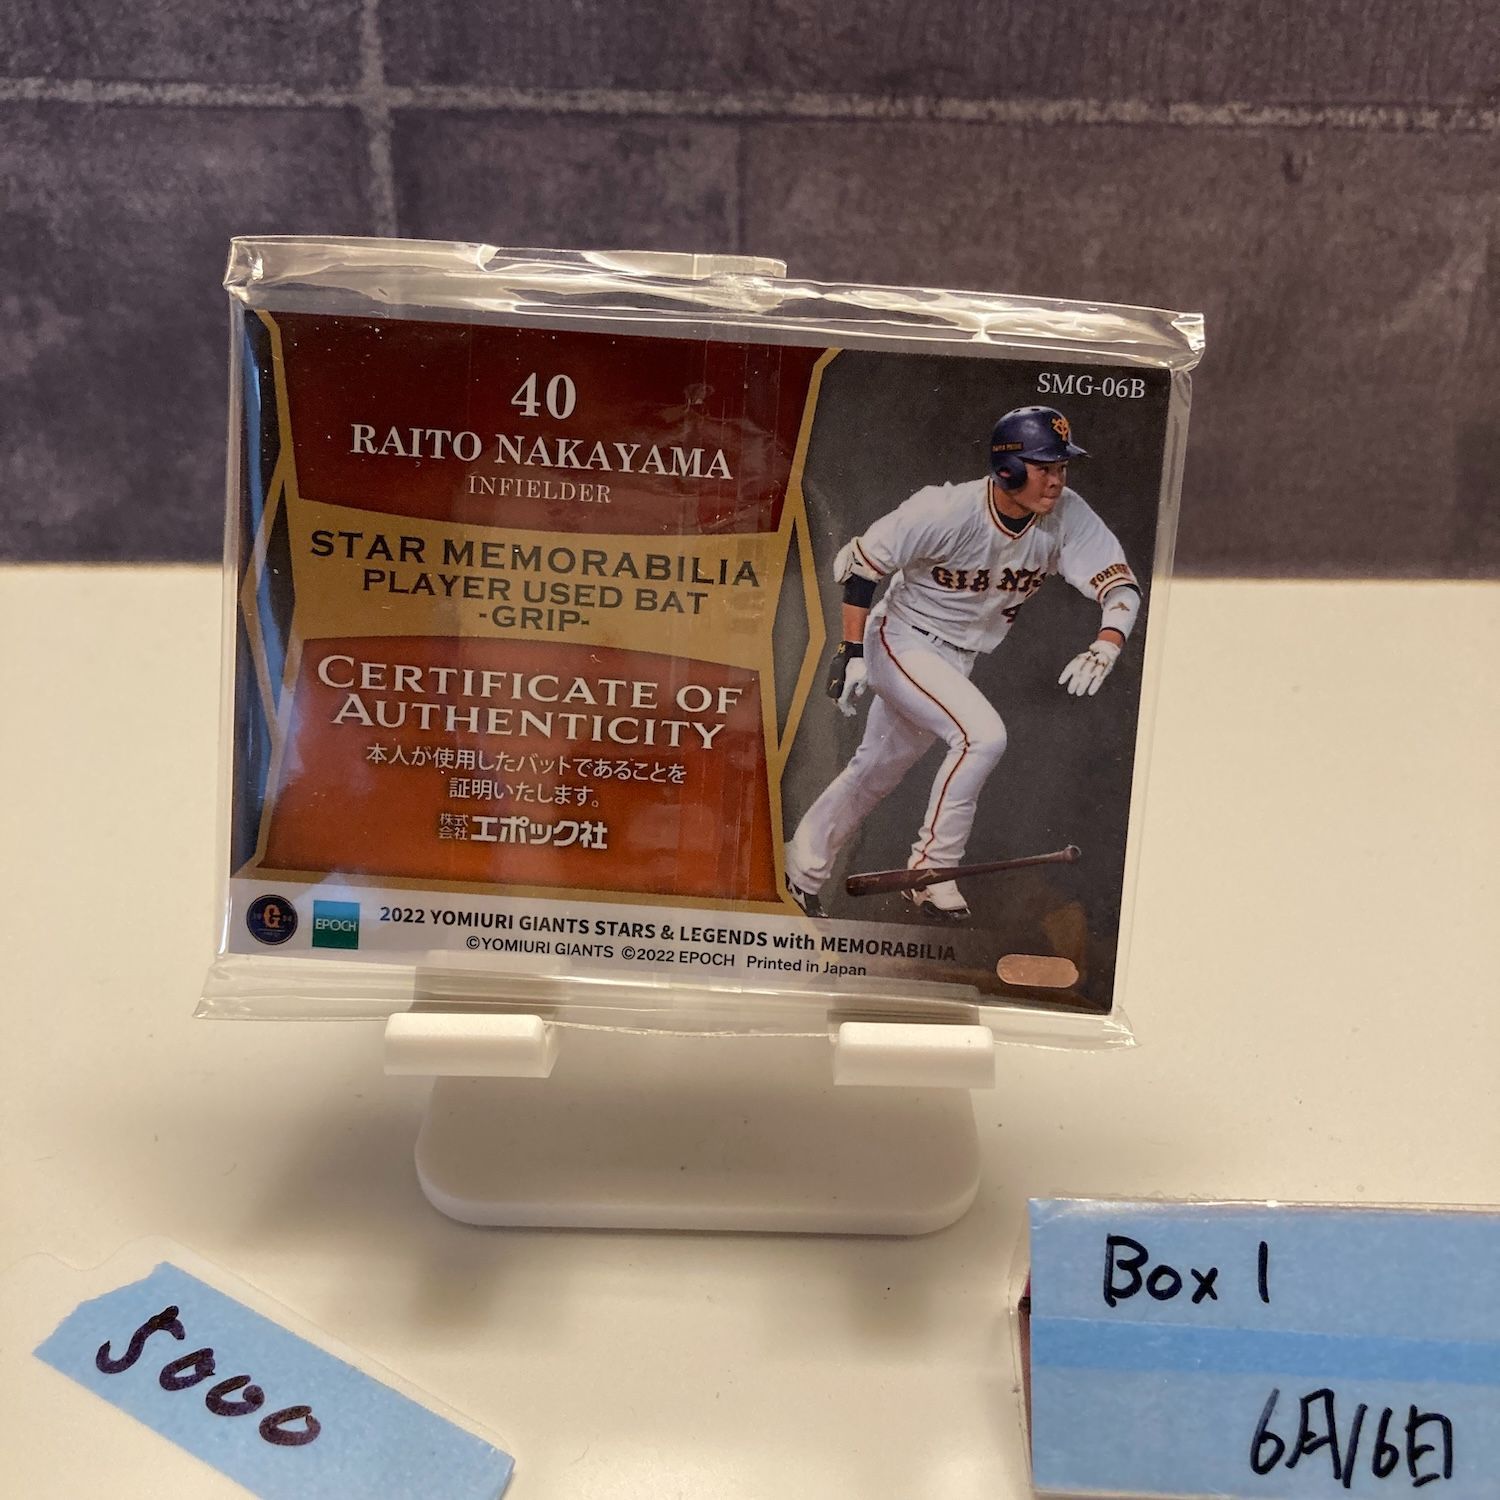 SMG-06B
40
RAITO NAKAYAMA
INFIELDER
STAR MEMORABILIA
PLAYER USED BAT
-GRIP-
CERTIFICATE OF
AUTHENTICITY
本人が使用したバットであることを
証明いたします。
株式会社エポック社
GIANTS
4
G
EPOCH
2022 YOMIURI GIANTS STARS & LEGENDS with MEMORABILIA
©YOMIURI GIANTS ©2022 EPOCH Printed in Japan
5000
Box 1
6月16日